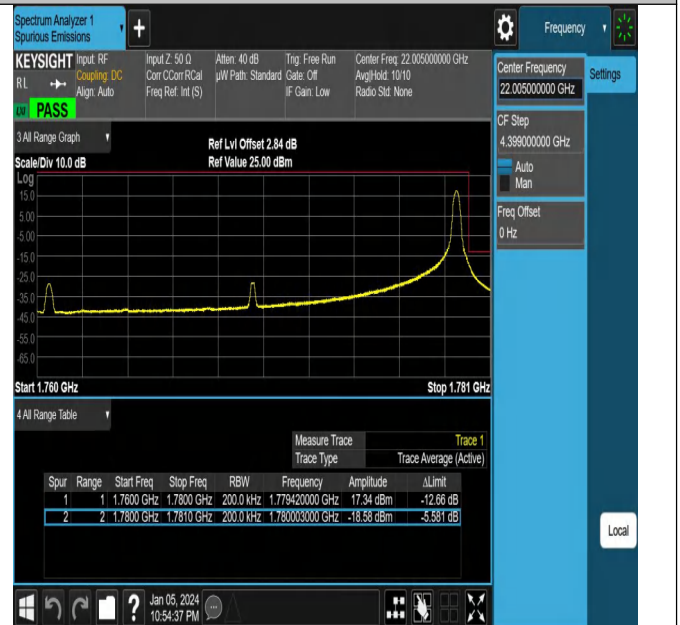 Spectrum Analyzer 1
Spurious Emissions
+
Frequency
KEYSIGHT
RL
Input: RF
Coupling: DC
Align: Auto
Input Z: 50 Ω
Corr CCorr RCal
Freq Ref: Int (S)
Atten: 40 dB
µW Path: Standard
Trig: Free Run
Gate: Off
IF Gain: Low
Center Freq: 22.005000000 GHz
Avg|Hold: 10/10
Radio Std: None
PASS
Center Frequency
22.005000000 GHz
Settings
CF Step
4.399000000 GHz
Auto
Man
Freq Offset
0 Hz
3 All Range Graph
Ref Lvl Offset 2.84 dB
Scale/Div 10.0 dB
Ref Value 25.00 dBm
Log
15.0
5.00
-5.00
-15.0
-25.0
-35.0
-45.0
-55.0
-65.0
Start 1.760 GHz
Stop 1.781 GHz
4 All Range Table
Measure Trace Trace 1
Trace Type Trace Average (Active)
Spur Range Start Freq Stop Freq RBW Frequency Amplitude ΔLimit
1 1 1.7600 GHz 1.7800 GHz 200.0 kHz 1.779420000 GHz 17.34 dBm -12.66 dB
2 2 1.7800 GHz 1.7810 GHz 200.0 kHz 1.780003000 GHz -18.58 dBm -5.581 dB
Local
?
Jan 05, 2024
10:54:37 PM